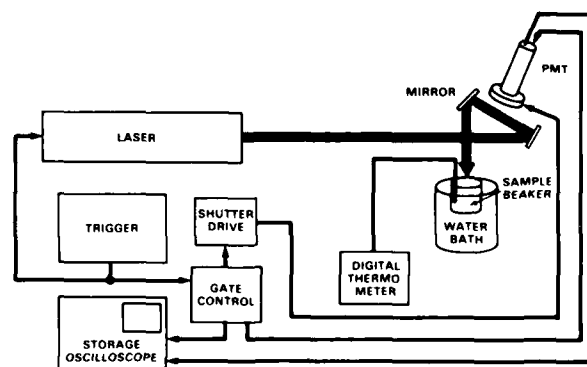 PMT
MIRROR
LASER
SAMPLE
BEAKER
WATER
BATH
SHUTTER
DRIVE
TRIGGER
DIGITAL
THERMO
METER
GATE
CONTROL
STORAGE
OSCILLOSCOPE